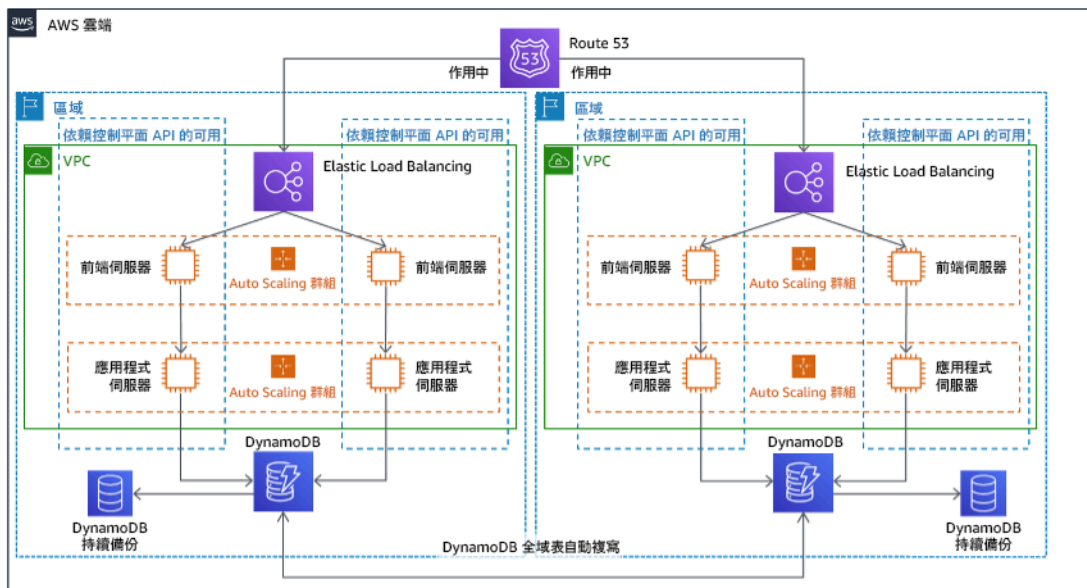 aws
AWS 雲端
Route 53
53
作用中
作用中
區域
區域
依賴控制平面 API 的可用
依賴控制平面 API 的可用
依賴控制平面 API 的可用
依賴控制平面 API 的可用
VPC
Elastic Load Balancing
VPC
Elastic Load Balancing
前端伺服器
Auto Scaling 群組
前端伺服器
前端伺服器
Auto Scaling 群組
前端伺服器
應用程式
伺服器
Auto Scaling 群組
應用程式
伺服器
應用程式
伺服器
Auto Scaling 群組
應用程式
伺服器
DynamoDB
DynamoDB
DynamoDB
持續備份
DynamoDB
持續備份
DynamoDB 全域表自動複寫